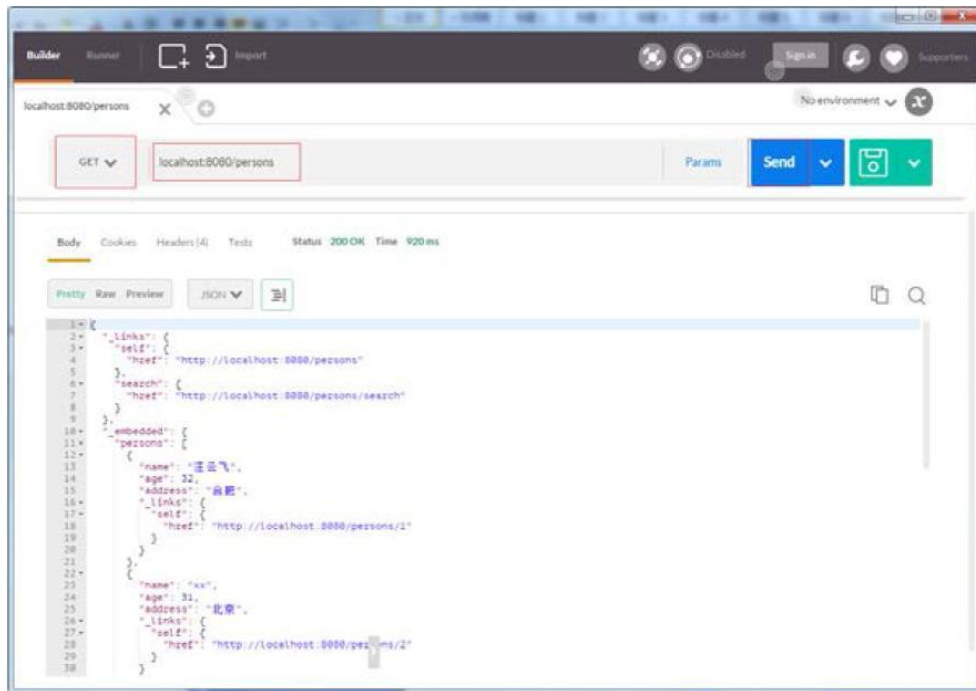 Builder Runner Import Disabled Sign in Supporters
localhost:8080/persons No environment
GET localhost:8080/persons Params Send
Body Cookies Headers (4) Tests Status 200 OK Time 920 ms
Pretty Raw Preview JSON
1 {
2 "_links": {
3 "self": {
4 "href": "http://localhost:8080/persons"
5 },
6 "search": {
7 "href": "http://localhost:8080/persons/search"
8 }
9 },
10 "_embedded": {
11 "persons": [
12 {
13 "name": "汪云飞",
14 "age": 32,
15 "address": "合肥",
16 "_links": {
17 "self": {
18 "href": "http://localhost:8080/persons/1"
19 }
20 }
21 },
22 {
23 "name": "xx",
24 "age": 31,
25 "address": "北京",
26 "_links": {
27 "self": {
28 "href": "http://localhost:8080/persons/2"
29 }
30 }